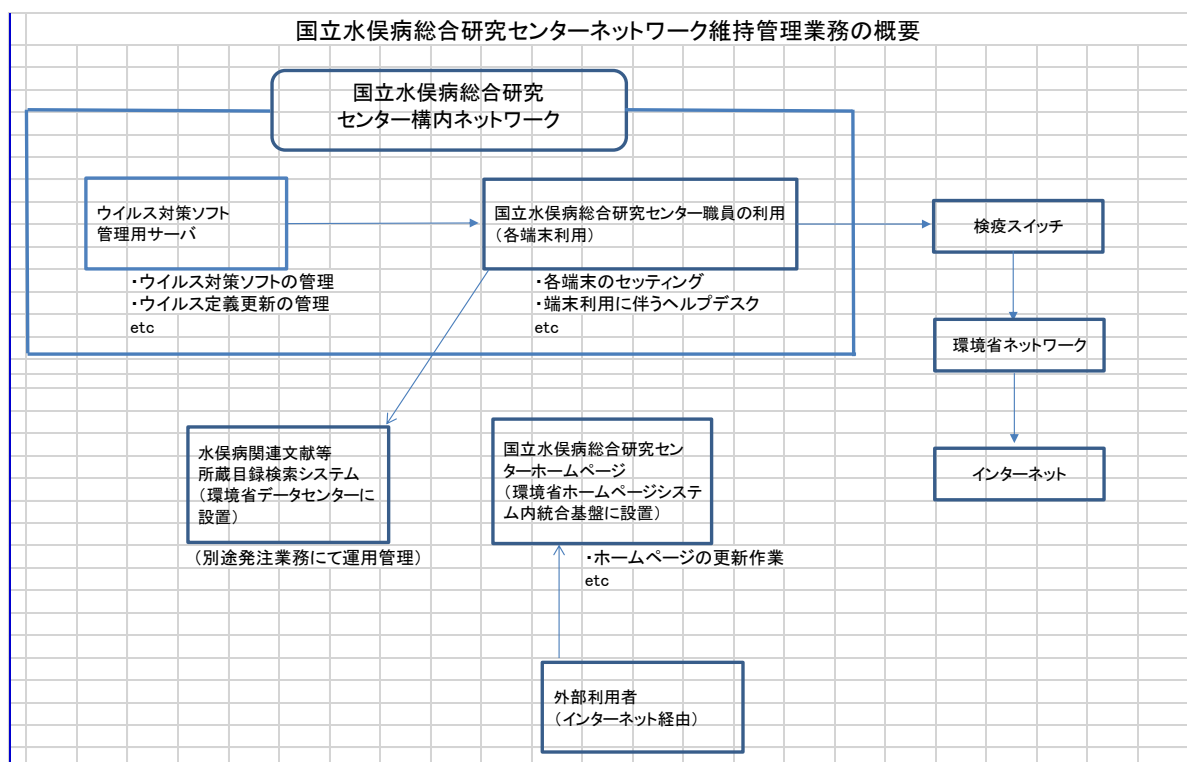 国立水俣病総合研究センターネットワーク維持管理業務の概要
国立水俣病総合研究
センター構内ネットワーク
ウイルス対策ソフト
管理用サーバ
・ウイルス対策ソフトの管理
・ウイルス定義更新の管理
etc
国立水俣病総合研究センター職員の利用
（各端末利用）
・各端末のセッティング
・端末利用に伴うヘルプデスク
etc
検疫スイッチ
環境省ネットワーク
インターネット
水俣病関連文献等
所蔵目録検索システム
（環境省データセンターに
設置）
（別途発注業務にて運用管理）
国立水俣病総合研究セン
ターホームページ
（環境省ホームページシステ
ム内統合基盤に設置）
・ホームページの更新作業
etc
外部利用者
（インターネット経由）